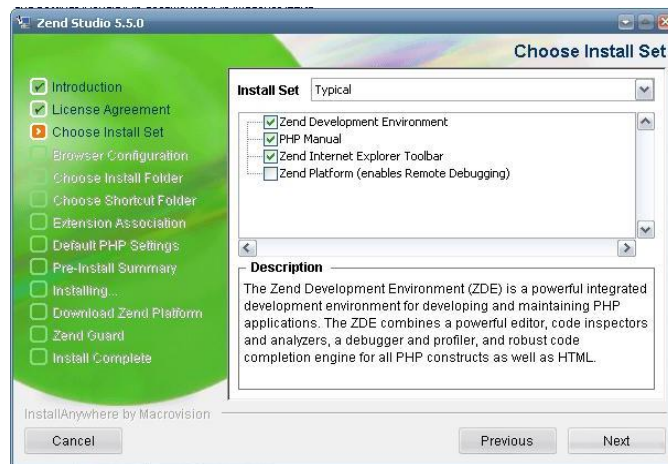 Zend Studio 5.5.0
Choose Install Set
Introduction
License Agreement
Choose Install Set
Browser Configuration
Choose Install Folder
Choose Shortcut Folder
Extension Association
Default PHP Settings
Pre-Install Summary
Installing...
Download Zend Platform
Zend Guard
Install Complete
Install Set Typical
Zend Development Environment
PHP Manual
Zend Internet Explorer Toolbar
Zend Platform (enables Remote Debugging)
Description
The Zend Development Environment (ZDE) is a powerful integrated
development environment for developing and maintaining PHP
applications. The ZDE combines a powerful editor, code inspectors
and analyzers, a debugger and profiler, and robust code
completion engine for all PHP constructs as well as HTML.
InstallAnywhere by Macrovision
Cancel Previous Next